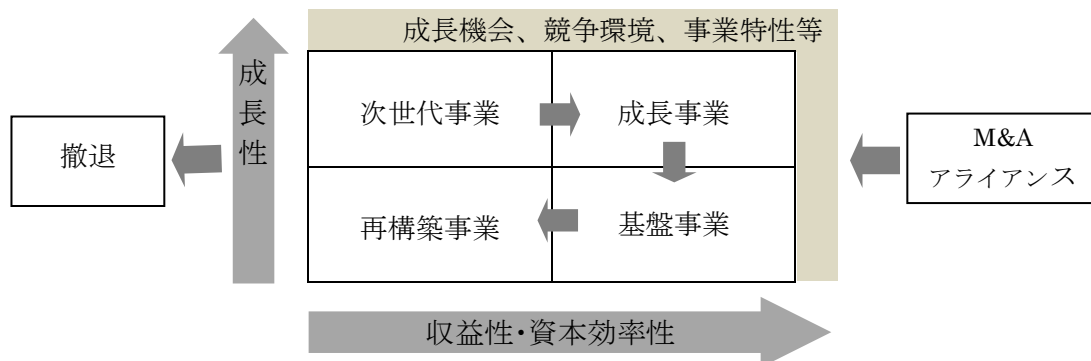 成長機会、競争環境、事業特性等
成長性
次世代事業
成長事業
撤退
M&A
アライアンス
再構築事業
基盤事業
収益性・資本効率性